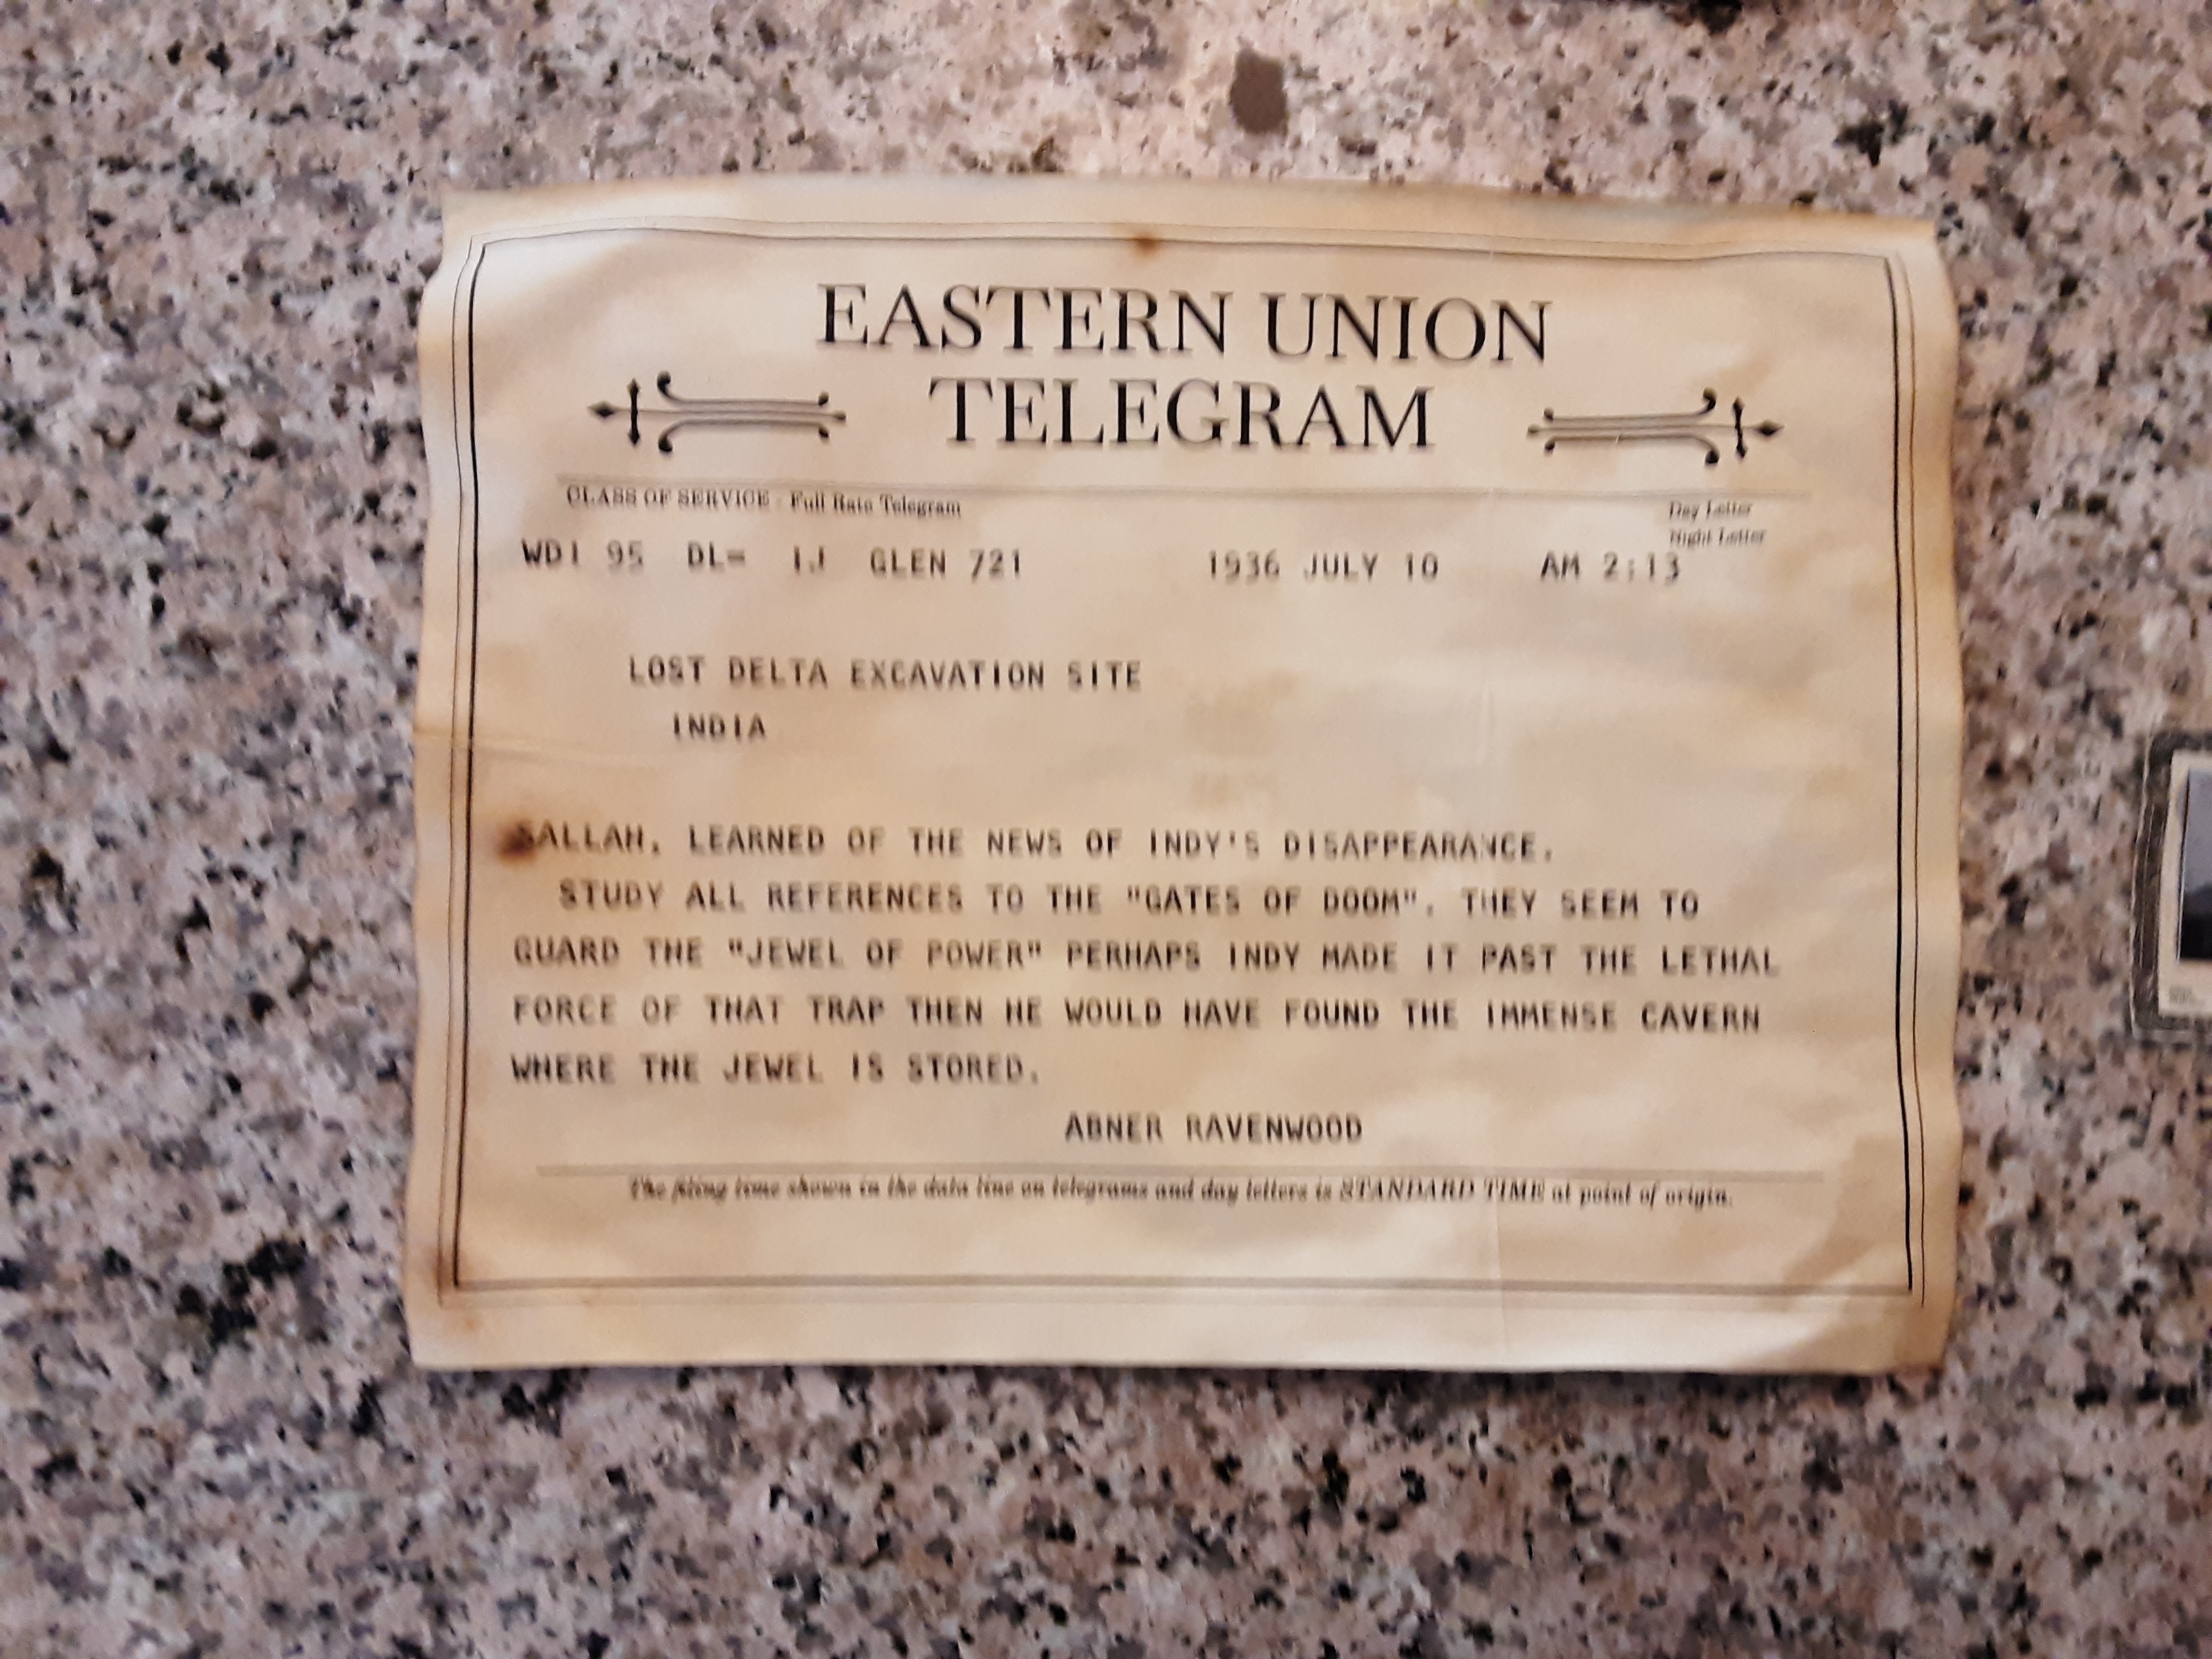 EASTERN UNION
TELEGRAM
CLASS OF SERVICE - Full Rate Telegram
Day Letter
Night Letter
WDI 95 DL= IJ GLEN 721 1936 JULY 10 AM 2:13
LOST DELTA EXCAVATION SITE
INDIA
SALLAH, LEARNED OF THE NEWS OF INDY'S DISAPPEARANCE.
STUDY ALL REFERENCES TO THE "GATES OF DOOM". THEY SEEM TO
GUARD THE "JEWEL OF POWER" PERHAPS INDY MADE IT PAST THE LETHAL
FORCE OF THAT TRAP THEN HE WOULD HAVE FOUND THE IMMENSE CAVERN
WHERE THE JEWEL IS STORED.
ABNER RAVENWOOD
The filing time shown in the data line on telegrams and day letters is STANDARD TIME at point of origin.